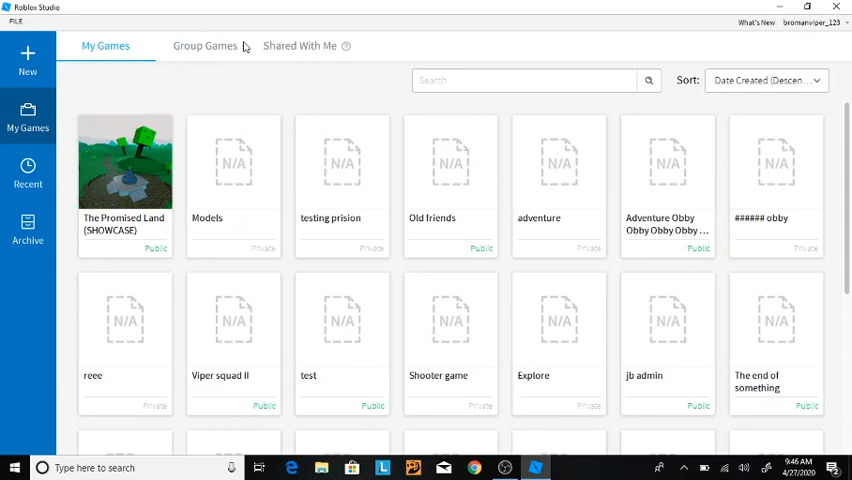 Roblox Studio
FILE
What's New
bromanviper_123
My Games
Group Games
Shared With Me
New
My Games
Recent
Archive
Search
Sort:
Date Created (Descen...
N/A
N/A
N/A
N/A
N/A
N/A
The Promised Land
(SHOWCASE)
Public
Models
Private
testing prision
Private
Old friends
Public
adventure
Private
Adventure Obby
Obby Obby Obby ...
Public
###### obby
Private
N/A
N/A
N/A
N/A
N/A
N/A
N/A
reee
Private
Viper squad II
Public
test
Public
Shooter game
Private
Explore
Private
jb admin
Public
The end of
something
Public
Type here to search
9:46 AM
4/27/2020
2